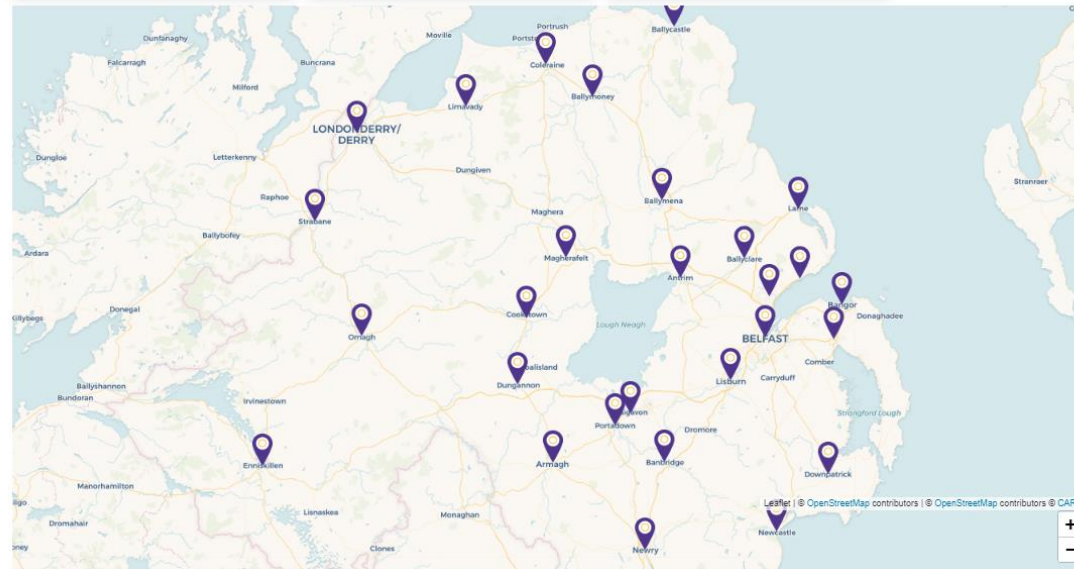 Portrush
Ballycastle
Dunfanaghy
Moville
Falcarragh
Buncrana
Coleraine
Milford
Limavady
Ballymoney
LONDONDERRY/
DERRY
Dungloe
Letterkenny
Dungiven
Stranraer
Raphoe
Strabane
Ballymena
Larne
Maghera
Ballybofey
Ardara
Magherafelt
Ballyclare
Antrim
Bangor
Donegal
Killybegs
Cookstown
Donaghadee
Lough Neagh
Omagh
BELFAST
Comber
Coalisland
Dungannon
Lisburn
Carryduff
Ballyshannon
Bundoran
Irvinestown
Strangford Lough
Portadown
Dromore
Enniskillen
Armagh
Banbridge
Downpatrick
Manorhamilton
Leaflet | © OpenStreetMap contributors | © OpenStreetMap contributors © CAR
Lisnaskea
Monaghan
Dromahair
Newcastle
+
Clones
Newry
−